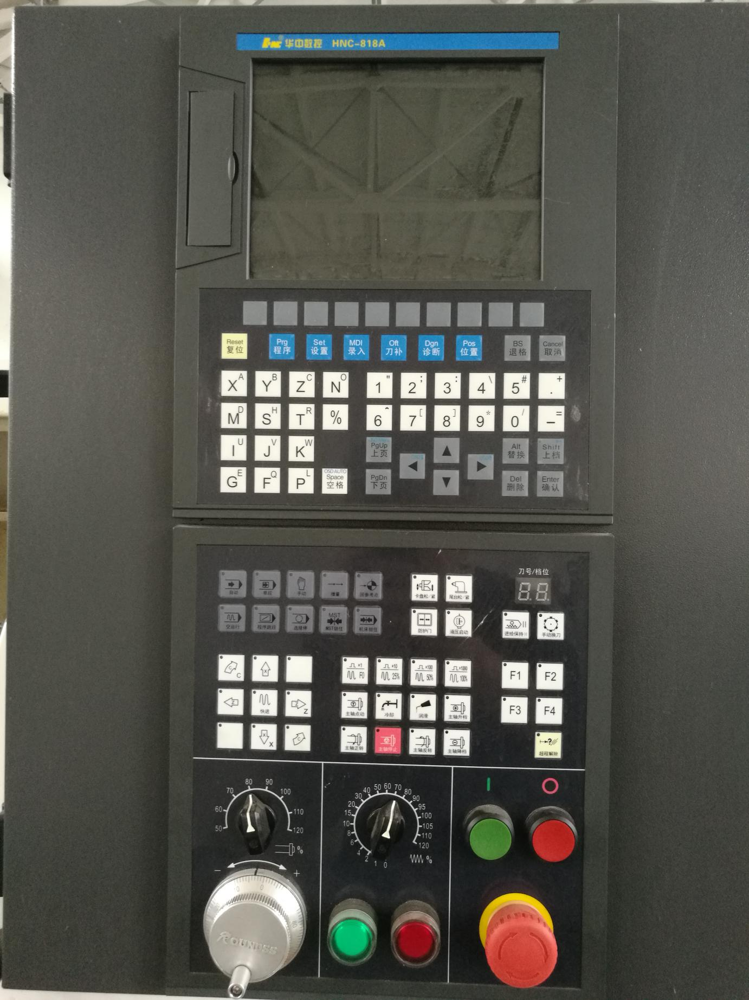 华中数控 HNC-818A
Reset 复位
Prg 程序
Set 设置
MDI 录入
Oft 刀补
Dgn 诊断
Pos 位置
BS 退格
Cancel 取消
X A Y B Z C N O 1 " 2 ; 3 : 4 \ 5 # . +
M D S H T R % 6 ^ 7 [ 8 ] 9 * 0 / - =
I U J V K W
PgUp 上页
Alt 替换
Shift 上档
G E F Q P L
OSD AUTO Space 空格
PgDn 下页
Del 删除
Enter 确认
刀号/档位
自动 单段 手动 增量 回参考点 卡盘松/紧 尾台松/紧
88
空运行 程序跳段 选择停 MST MST锁住 机床锁住 防护门 液压启动 进给保持II 手动换刀
C C X ×1 F0 ×10 25% ×100 50% ×1000 100% F1 F2
Z 快进 Z Z 主轴点动 冷却 润滑 主轴升档 F3 F4
X X C 主轴正转 主轴停止 主轴反转 主轴降档 超程解除
50 60 70 80 90 100 110 120
%
0 1 2 4 6 8 10 15 20 30 40 50 60 70 80 90 95 100 105 110 120
%
- +
10 0
80
ROUNDSS